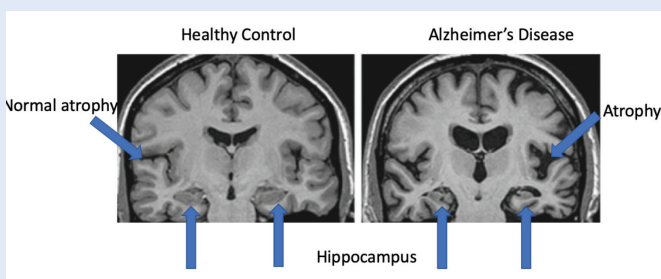 Healthy Control
Alzheimer's Disease
Normal atrophy
Atrophy
Hippocampus